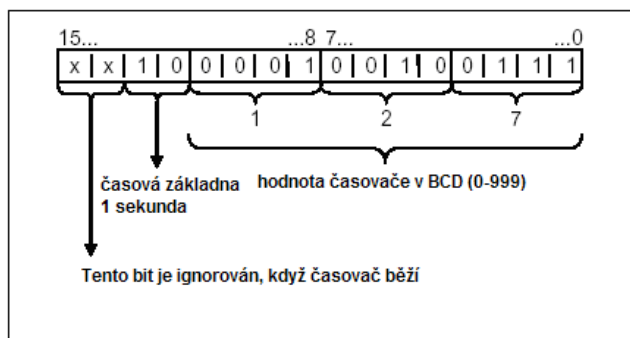 15... ...8 7... ...0
x x 1 0 0 0 0 1 0 0 1 0 0 1 1 1
1 2 7
časová základna
1 sekunda
hodnota časovače v BCD (0-999)
Tento bit je ignorován, když časovač běží